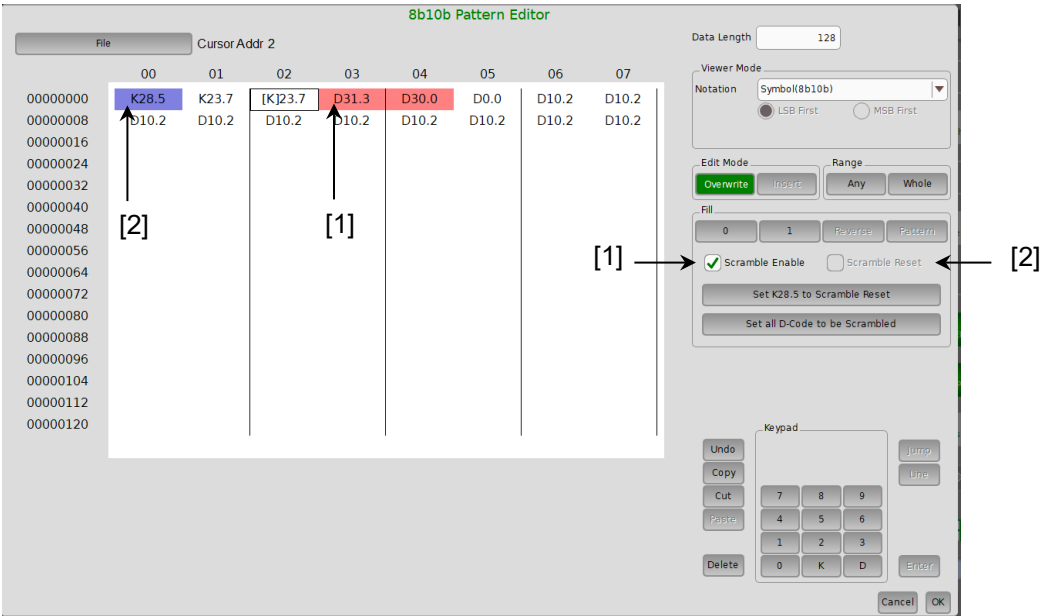 8b10b Pattern Editor
File
Cursor Addr 2
Data Length 128
00 01 02 03 04 05 06 07
00000000 K28.5 K23.7 [K]23.7 D31.3 D30.0 D0.0 D10.2 D10.2
00000008 D10.2 D10.2 D10.2 D10.2 D10.2 D10.2 D10.2 D10.2
00000016
00000024
00000032
00000040
00000048
00000056
00000064
00000072
00000080
00000088
00000096
00000104
00000112
00000120
[2]
[1]
Viewer Mode
Notation Symbol(8b10b)
LSB First MSB First
Edit Mode
Overwrite Insert
Range
Any Whole
Fill
0 1 Reverse Pattern
[1] Scramble Enable Scramble Reset [2]
Set K28.5 to Scramble Reset
Set all D-Code to be Scrambled
Undo
Copy
Cut
Paste
Delete
Keypad
7 8 9
4 5 6
1 2 3
0 K D
Jump
Line
Enter
Cancel OK